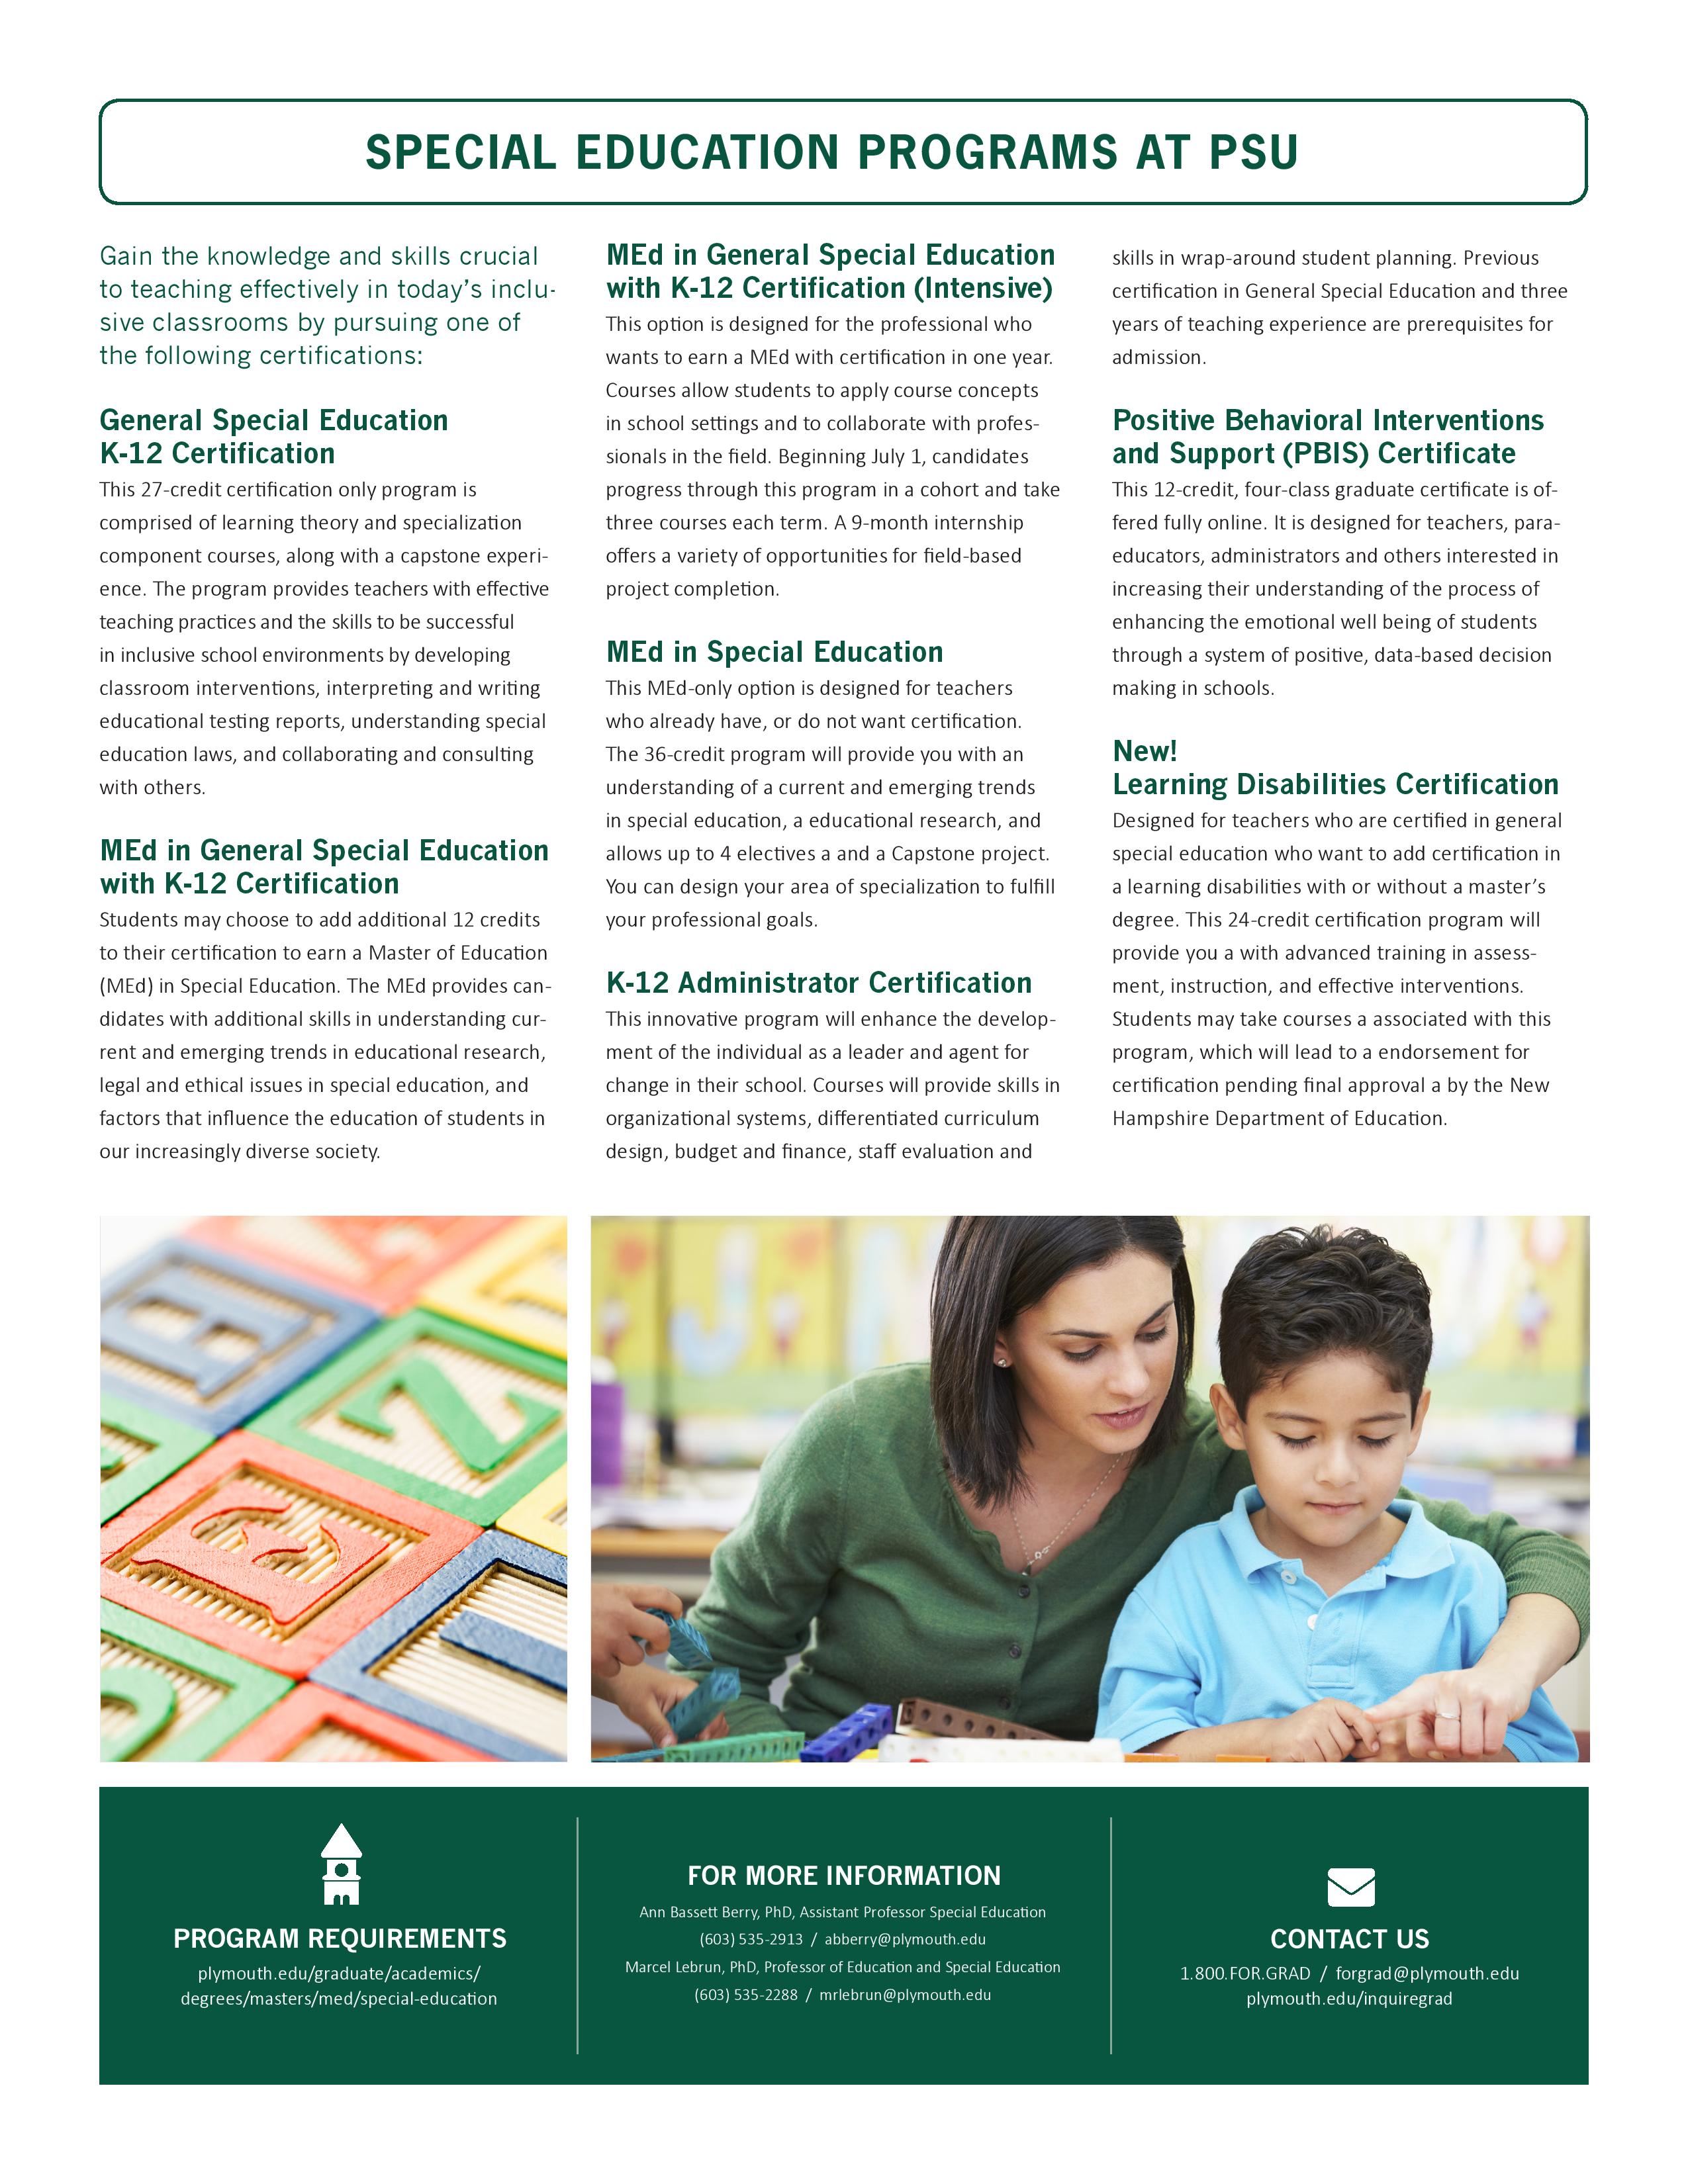 SPECIAL EDUCATION PROGRAMS AT PSU
Gain the knowledge and skills crucial
to teaching effectively in today's inclu-
sive classrooms by pursuing one of
the following certifications:
General Special Education
K-12 Certification
This 27-credit certification only program is
comprised of learning theory and specialization
component courses, along with a capstone experi-
ence. The program provides teachers with effective
teaching practices and the skills to be successful
in inclusive school environments by developing
classroom interventions, interpreting and writing
educational testing reports, understanding special
education laws, and collaborating and consulting
with others.
MEd in General Special Education
with K-12 Certification
Students may choose to add additional 12 credits
to their certification to earn a Master of Education
(MEd) in Special Education. The MEd provides can-
didates with additional skills in understanding cur-
rent and emerging trends in educational research,
legal and ethical issues in special education, and
factors that influence the education of students in
our increasingly diverse society.
MEd in General Special Education
with K-12 Certification (Intensive)
This option is designed for the professional who
wants to earn a MEd with certification in one year.
Courses allow students to apply course concepts
in school settings and to collaborate with profes-
sionals in the field. Beginning July 1, candidates
progress through this program in a cohort and take
three courses each term. A 9-month internship
offers a variety of opportunities for field-based
project completion.
MEd in Special Education
This MEd-only option is designed for teachers
who already have, or do not want certification.
The 36-credit program will provide you with an
understanding of a current and emerging trends
in special education, a educational research, and
allows up to 4 electives a and a Capstone project.
You can design your area of specialization to fulfill
your professional goals.
K-12 Administrator Certification
This innovative program will enhance the develop-
ment of the individual as a leader and agent for
change in their school. Courses will provide skills in
organizational systems, differentiated curriculum
design, budget and finance, staff evaluation and
skills in wrap-around student planning. Previous
certification in General Special Education and three
years of teaching experience are prerequisites for
admission.
Positive Behavioral Interventions
and Support (PBIS) Certificate
This 12-credit, four-class graduate certificate is of-
fered fully online. It is designed for teachers, para-
educators, administrators and others interested in
increasing their understanding of the process of
enhancing the emotional well being of students
through a system of positive, data-based decision
making in schools.
New!
Learning Disabilities Certification
Designed for teachers who are certified in general
special education who want to add certification in
a learning disabilities with or without a master's
degree. This 24-credit certification program will
provide you a with advanced training in assess-
ment, instruction, and effective interventions.
Students may take courses a associated with this
program, which will lead to a endorsement for
certification pending final approval a by the New
Hampshire Department of Education.
Z
E
PROGRAM REQUIREMENTS
plymouth.edu/graduate/academics/
degrees/masters/med/special-education
FOR MORE INFORMATION
Ann Bassett Berry, PhD, Assistant Professor Special Education
(603) 535-2913 / abberry@plymouth.edu
Marcel Lebrun, PhD, Professor of Education and Special Education
(603) 535-2288 / mrlebrun@plymouth.edu
CONTACT US
1.800.FOR.GRAD / forgrad@plymouth.edu
plymouth.edu/inquiregrad